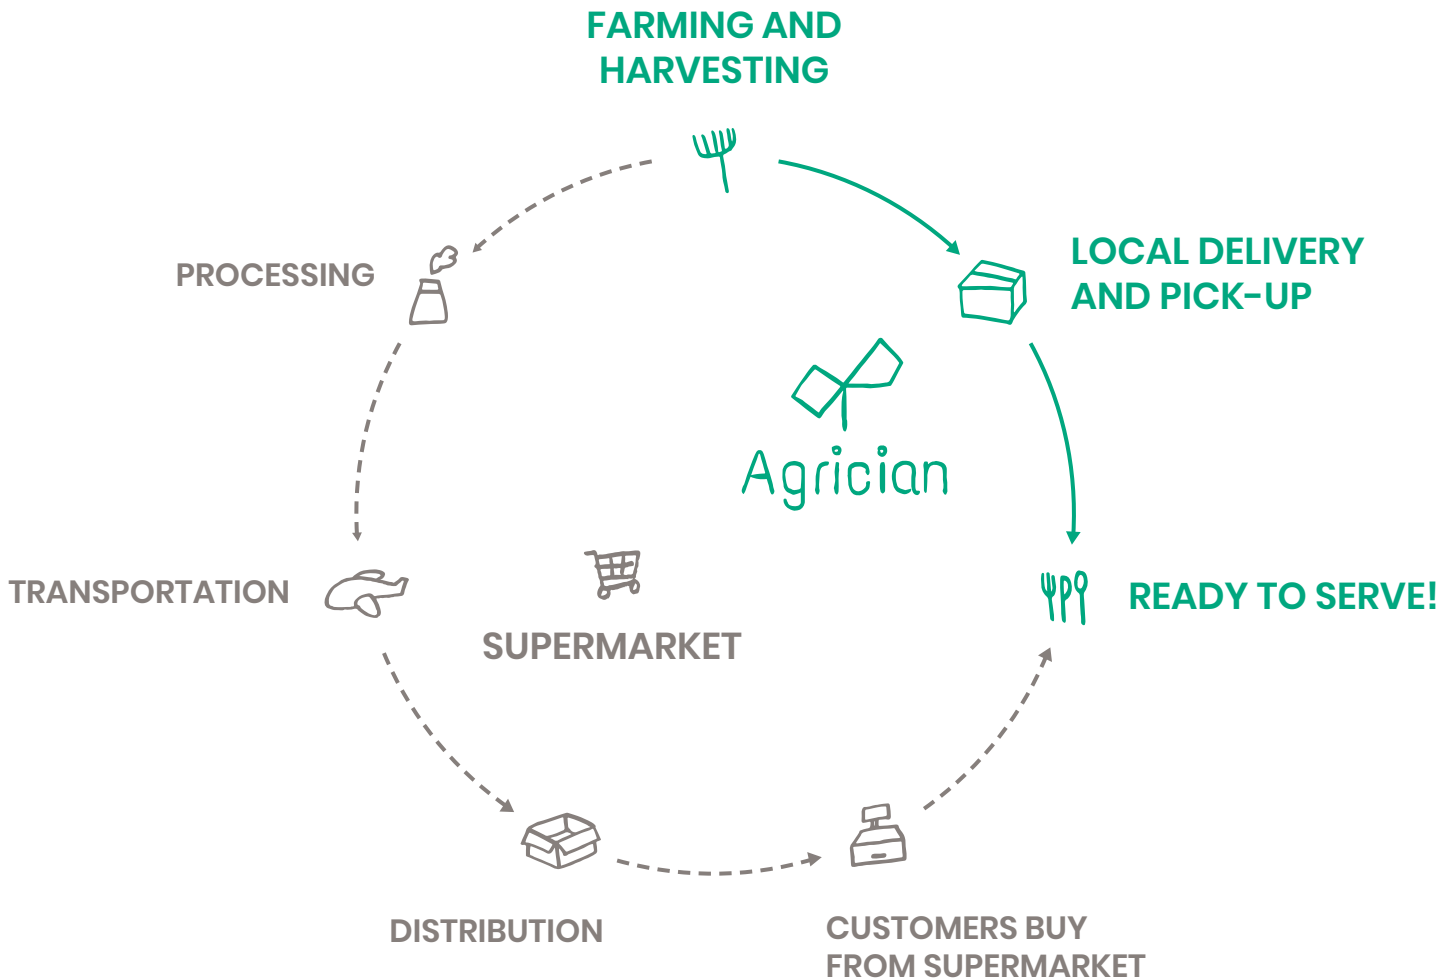 FARMING AND
HARVESTING
PROCESSING
LOCAL DELIVERY
AND PICK-UP
Agrician
TRANSPORTATION
READY TO SERVE!
SUPERMARKET
DISTRIBUTION
CUSTOMERS BUY
FROM SUPERMARKET